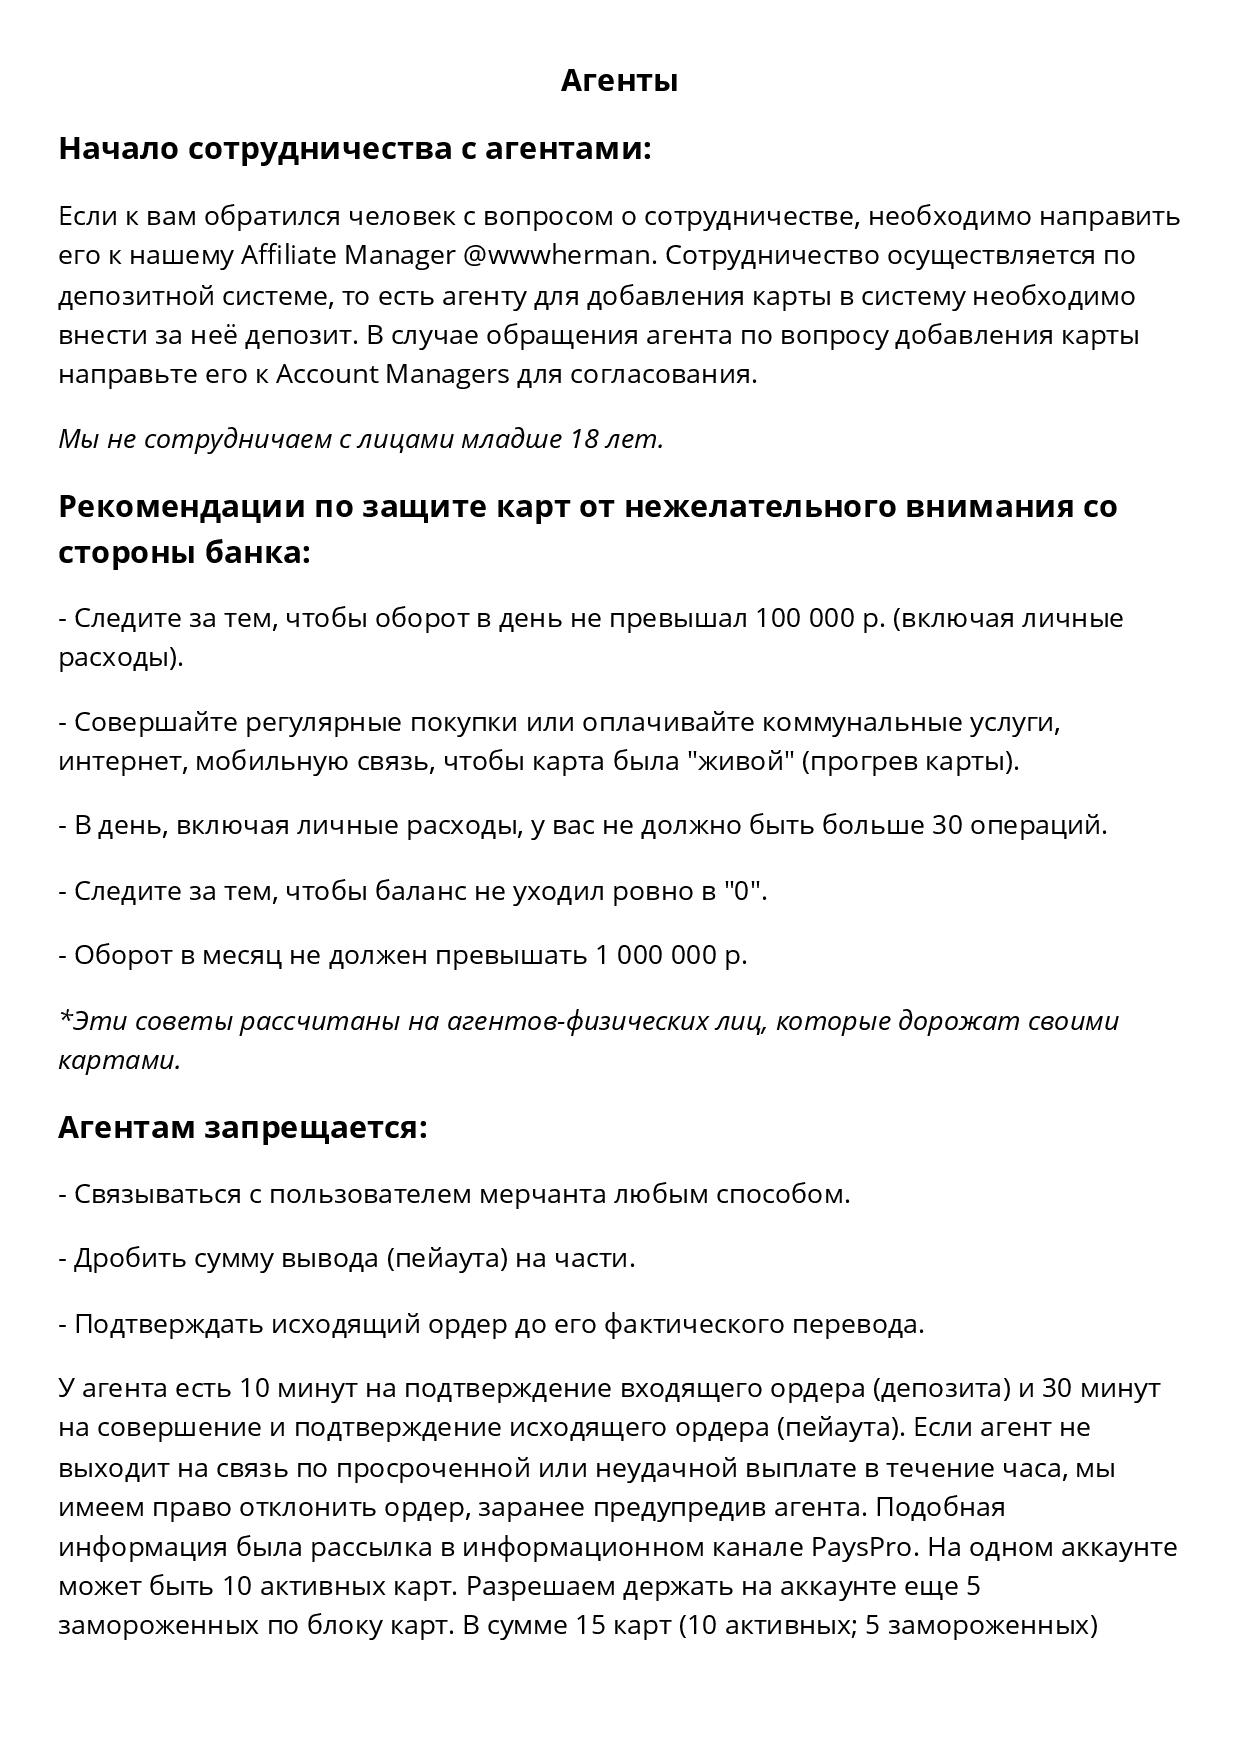 Агенты
Начало сотрудничества с агентами:
Если к вам обратился человек с вопросом о сотрудничестве, необходимо направить
его к нашему Affiliate Manager @wwwherman. Сотрудничество осуществляется по
депозитной системе, то есть агенту для добавления карты в систему необходимо
внести за неё депозит. В случае обращения агента по вопросу добавления карты
направьте его к Account Managers для согласования.
Мы не сотрудничаем с лицами младше 18 лет.
Рекомендации по защите карт от нежелательного внимания со
стороны банка:
- Следите за тем, чтобы оборот в день не превышал 100 000 р. (включая личные
расходы).
- Совершайте регулярные покупки или оплачивайте коммунальные услуги,
интернет, мобильную связь, чтобы карта была "живой" (прогрев карты).
- В день, включая личные расходы, у вас не должно быть больше 30 операций.
- Следите за тем, чтобы баланс не уходил ровно в "0".
- Оборот в месяц не должен превышать 1 000 000 р.
*Эти советы рассчитаны на агентов-физических лиц, которые дорожат своими
картами.
Агентам запрещается:
- Связываться с пользователем мерчанта любым способом.
- Дробить сумму вывода (пейаута) на части.
- Подтверждать исходящий ордер до его фактического перевода.
У агента есть 10 минут на подтверждение входящего ордера (депозита) и 30 минут
на совершение и подтверждение исходящего ордера (пейаута). Если агент не
выходит на связь по просроченной или неудачной выплате в течение часа, мы
имеем право отклонить ордер, заранее предупредив агента. Подобная
информация была рассылка в информационном канале PaysPro. На одном аккаунте
может быть 10 активных карт. Разрешаем держать на аккаунте еще 5
замороженных по блоку карт. В сумме 15 карт (10 активных; 5 замороженных)